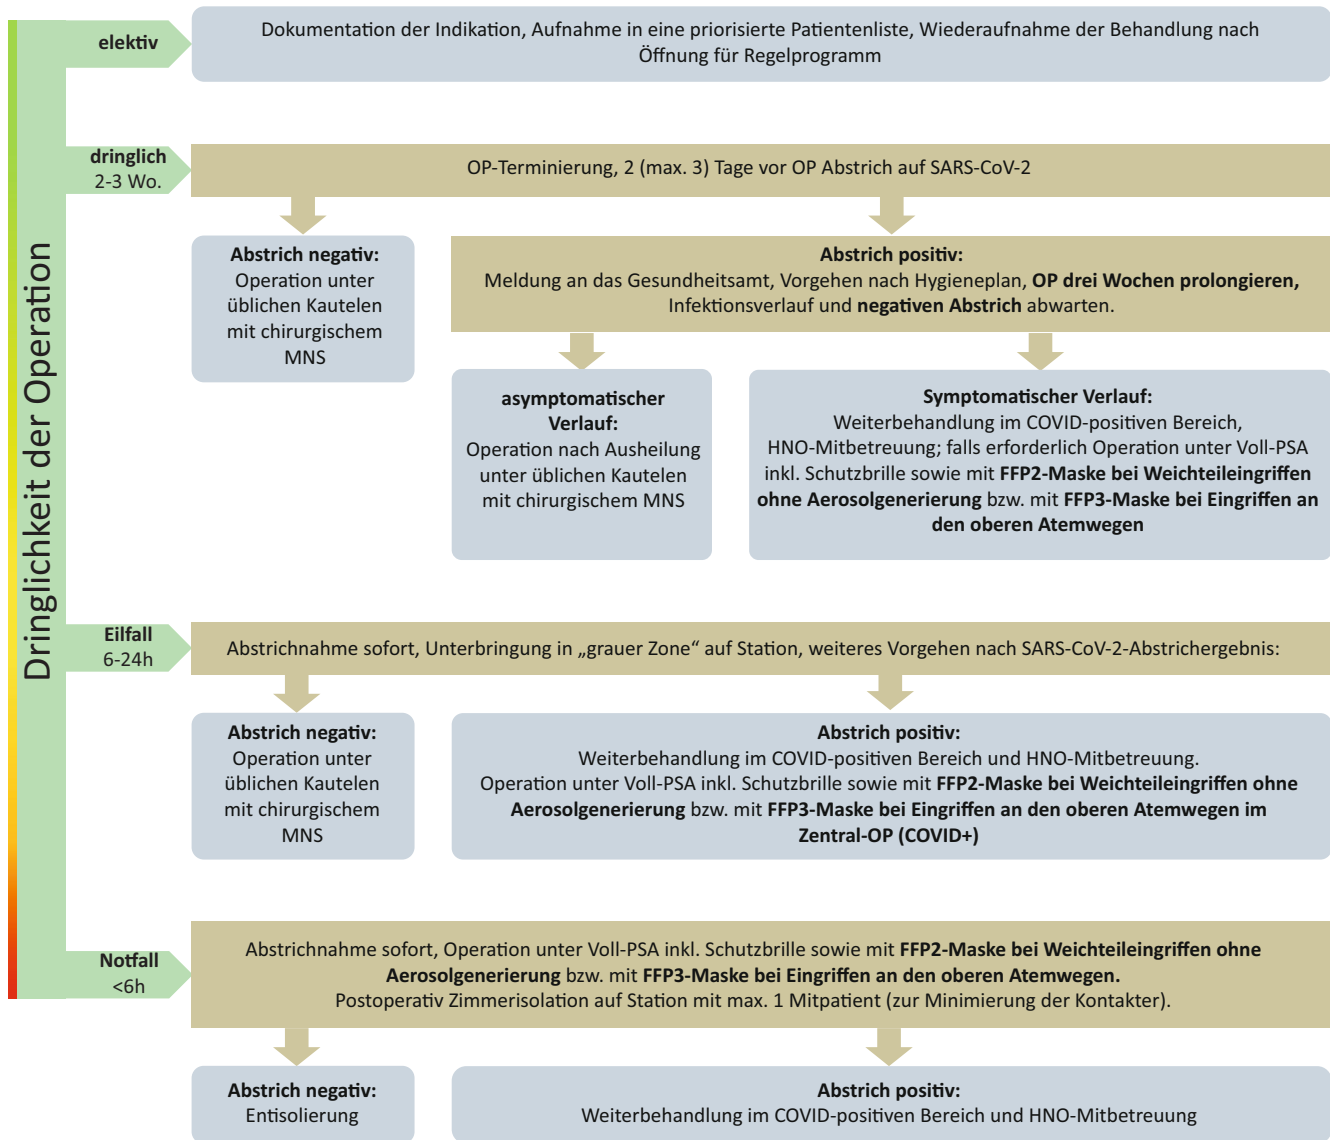 Dringlichkeit der Operation
elektiv
Dokumentation der Indikation, Aufnahme in eine priorisierte Patientenliste, Wiederaufnahme der Behandlung nach
Öffnung für Regelprogramm
dringlich
2-3 Wo.
OP-Terminierung, 2 (max. 3) Tage vor OP Abstrich auf SARS-CoV-2
Abstrich negativ:
Operation unter
üblichen Kautelen
mit chirurgischem
MNS
Abstrich positiv:
Meldung an das Gesundheitsamt, Vorgehen nach Hygieneplan, OP drei Wochen prolongieren,
Infektionsverlauf und negativen Abstrich abwarten.
asymptomatischer
Verlauf:
Operation nach Ausheilung
unter üblichen Kautelen
mit chirurgischem MNS
Symptomatischer Verlauf:
Weiterbehandlung im COVID-positiven Bereich,
HNO-Mitbetreuung; falls erforderlich Operation unter Voll-PSA
inkl. Schutzbrille sowie mit FFP2-Maske bei Weichteileingriffen
ohne Aerosolgenerierung bzw. mit FFP3-Maske bei Eingriffen an
den oberen Atemwegen
Eilfall
6-24h
Abstrichnahme sofort, Unterbringung in „grauer Zone“ auf Station, weiteres Vorgehen nach SARS-CoV-2-Abstrichergebnis:
Abstrich negativ:
Operation unter
üblichen Kautelen
mit chirurgischem
MNS
Abstrich positiv:
Weiterbehandlung im COVID-positiven Bereich und HNO-Mitbetreuung.
Operation unter Voll-PSA inkl. Schutzbrille sowie mit FFP2-Maske bei Weichteileingriffen ohne
Aerosolgenerierung bzw. mit FFP3-Maske bei Eingriffen an den oberen Atemwegen im
Zentral-OP (COVID+)
Notfall
<6h
Abstrichnahme sofort, Operation unter Voll-PSA inkl. Schutzbrille sowie mit FFP2-Maske bei Weichteileingriffen ohne
Aerosolgenerierung bzw. mit FFP3-Maske bei Eingriffen an den oberen Atemwegen.
Postoperativ Zimmerisolation auf Station mit max. 1 Mitpatient (zur Minimierung der Kontakter).
Abstrich negativ:
Entisolierung
Abstrich positiv:
Weiterbehandlung im COVID-positiven Bereich und HNO-Mitbetreuung